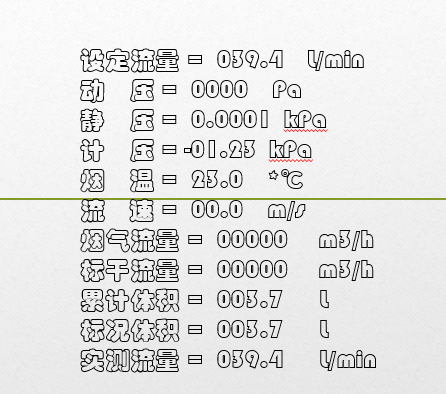 设定流量 = 039.4 L/min
动 压 = 0000 Pa
静 压 = 0.0001 kPa
计 压 =-01.23 kPa
烟 温 = 23.0 *℃
流 速 = 00.0 m/s
烟气流量 = 00000 m3/h
标干流量 = 00000 m3/h
累计体积 = 003.7 L
标况体积 = 003.7 L
实测流量 = 039.4 L/min